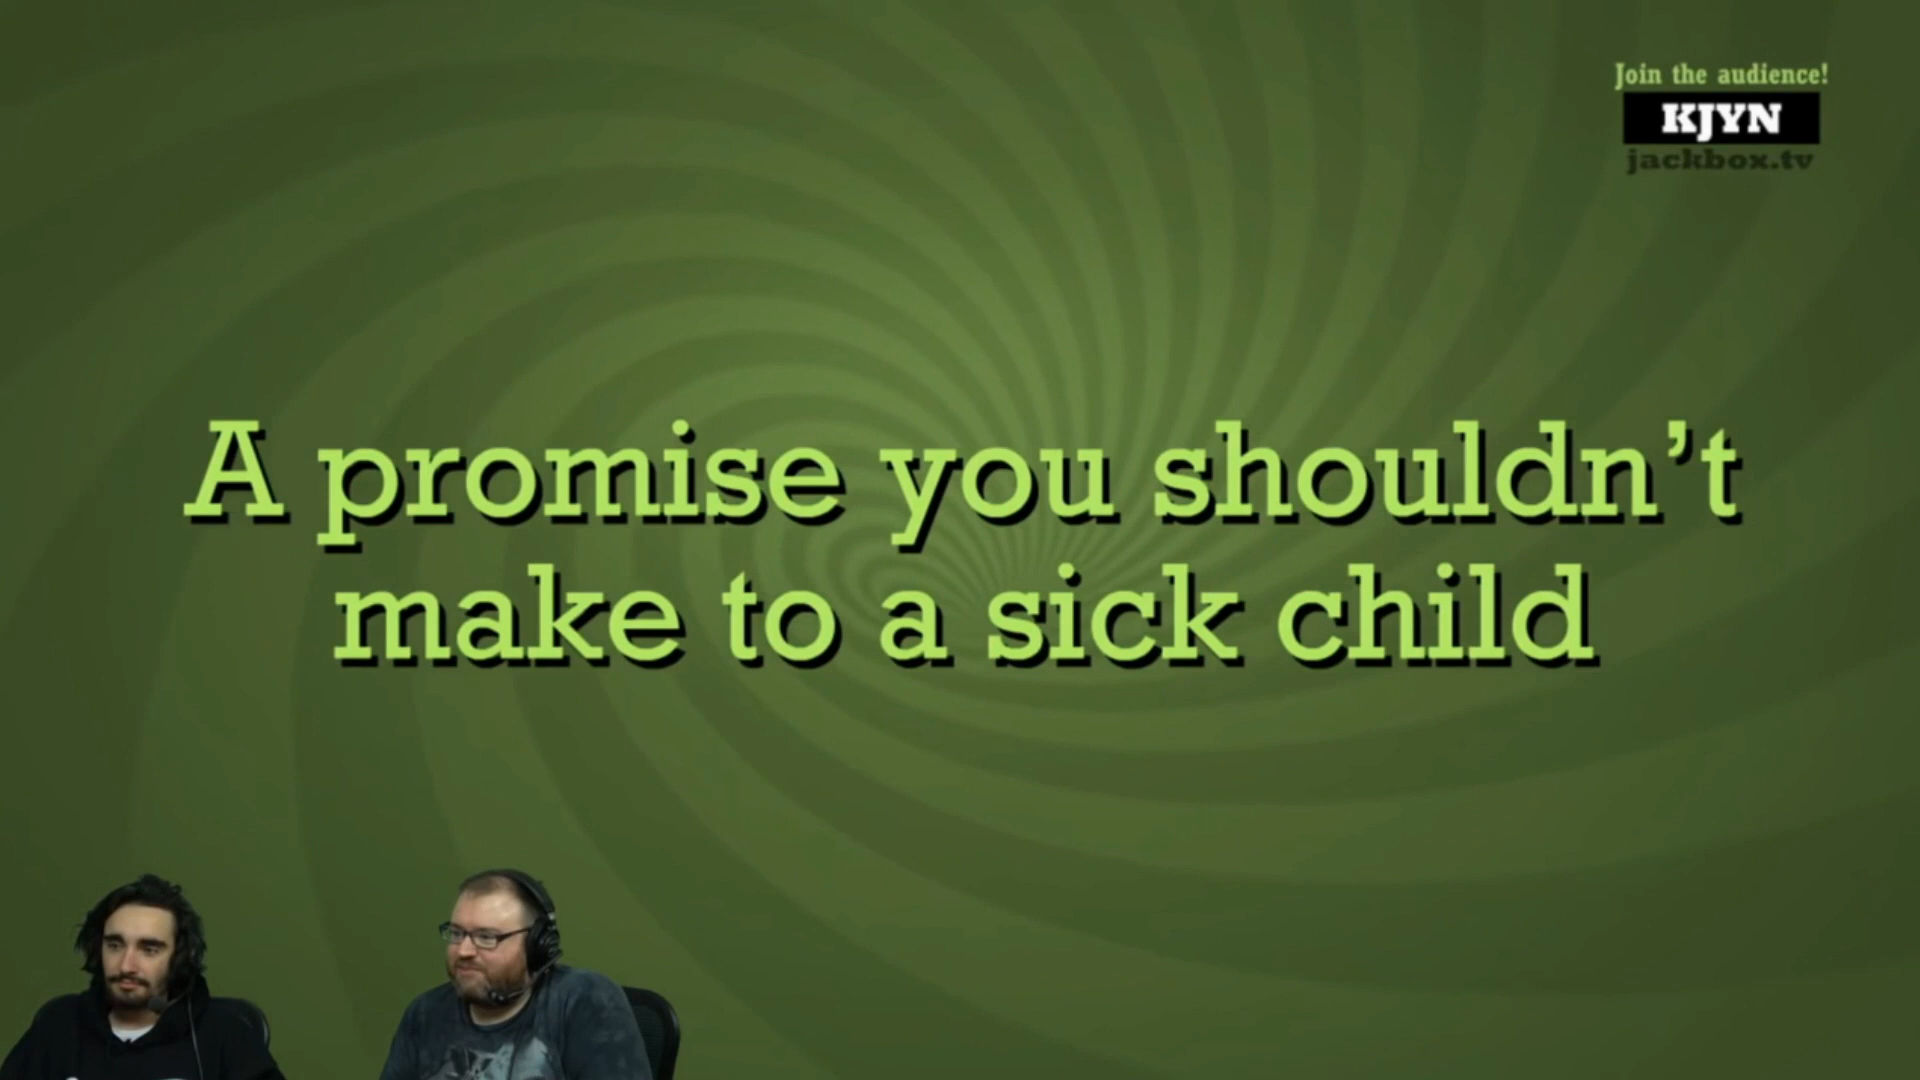 Join the audience!
KJYN
jackbox.tv
A promise you shouldn't
make to a sick child